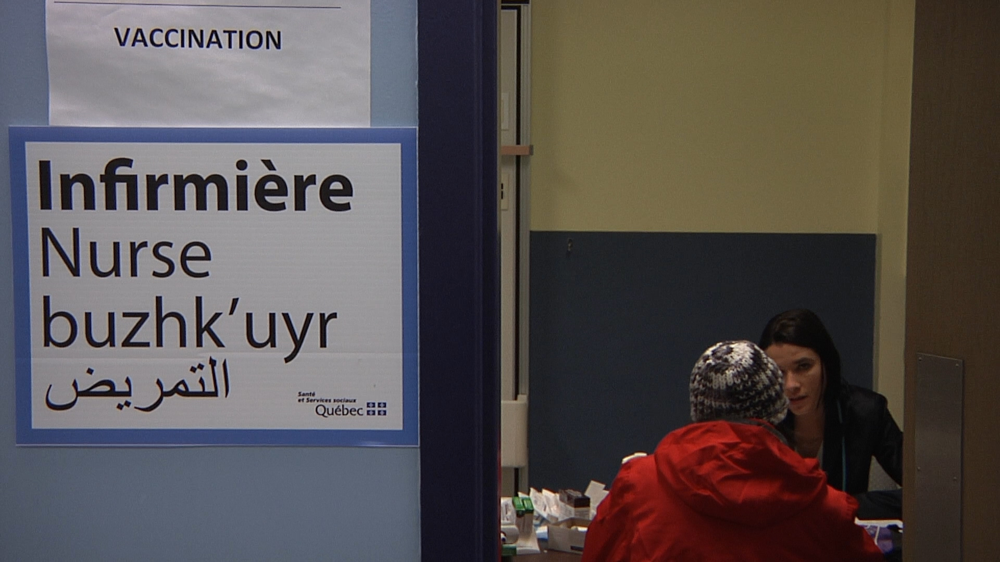 VACCINATION
Infirmière
Nurse
buzhk’uyr
التمريض
Santé
et Services sociaux
Québec